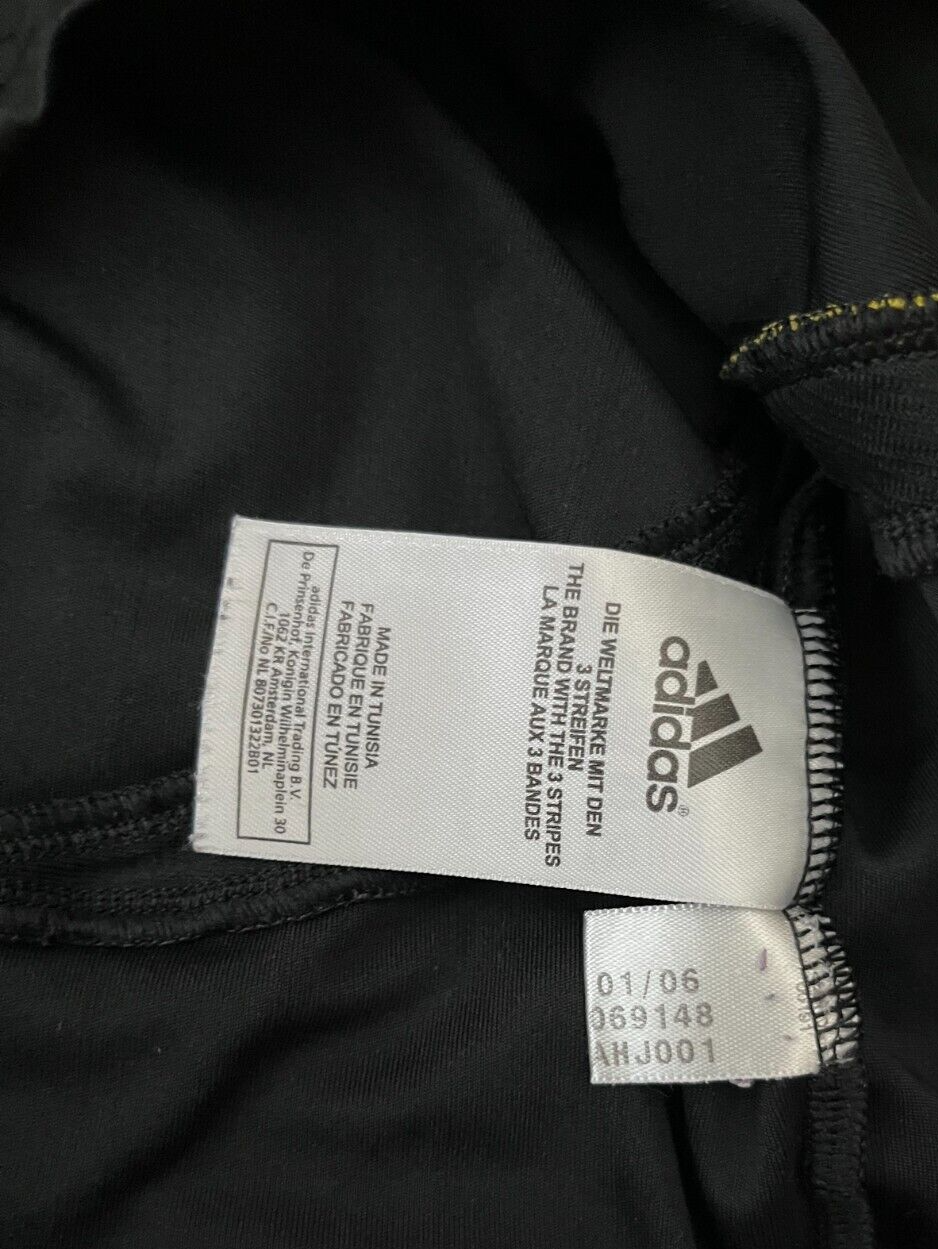 adidas®
DIE WELTMARKE MIT DEN
3 STREIFEN
THE BRAND WITH THE 3 STRIPES
LA MARQUE AUX 3 BANDES
MADE IN TUNISIA
FABRIQUE EN TUNISIE
FABRICADO EN TÚNEZ
adidas International Trading B.V.
De Prinsenhof, Konigin Wilhelminaplein 30
1062 KR Amsterdam, NL
C.I.F./No NL 807301322B01
01/06
069148
AHJ001